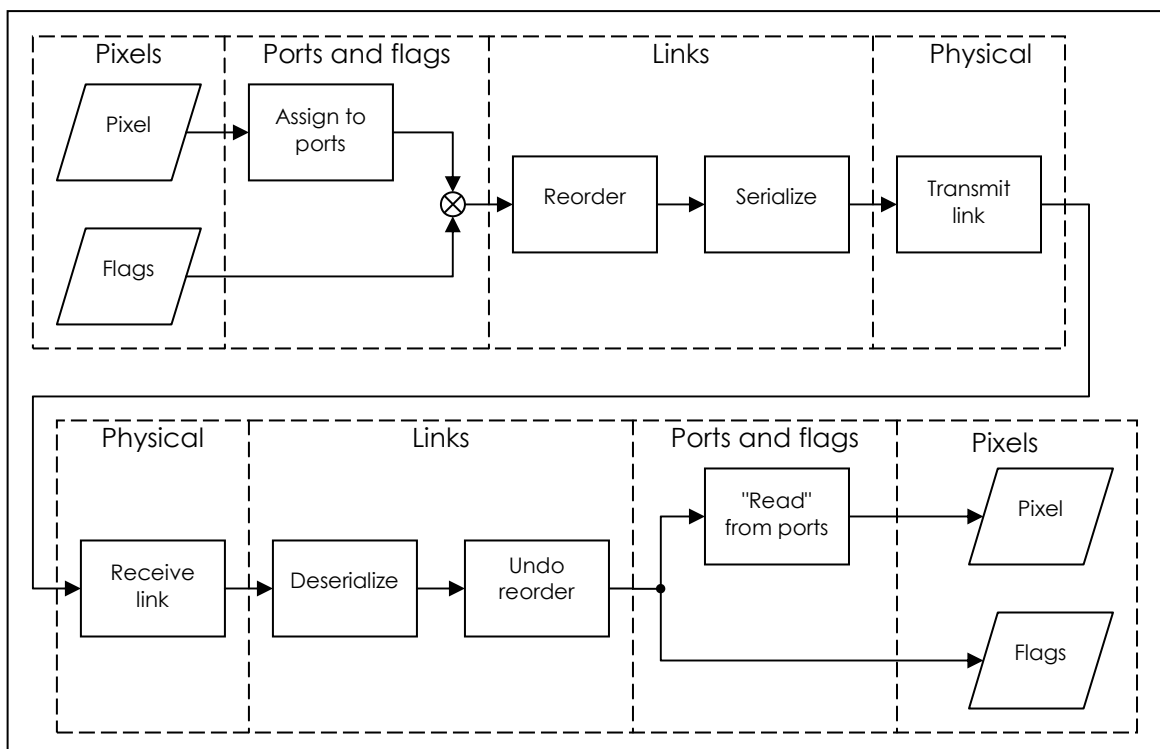 Pixels
Ports and flags
Links
Physical
Pixel
Assign to
ports
Flags
Reorder
Serialize
Transmit
link
Physical
Links
Ports and flags
Pixels
Receive
link
Deserialize
Undo
reorder
"Read"
from ports
Pixel
Flags